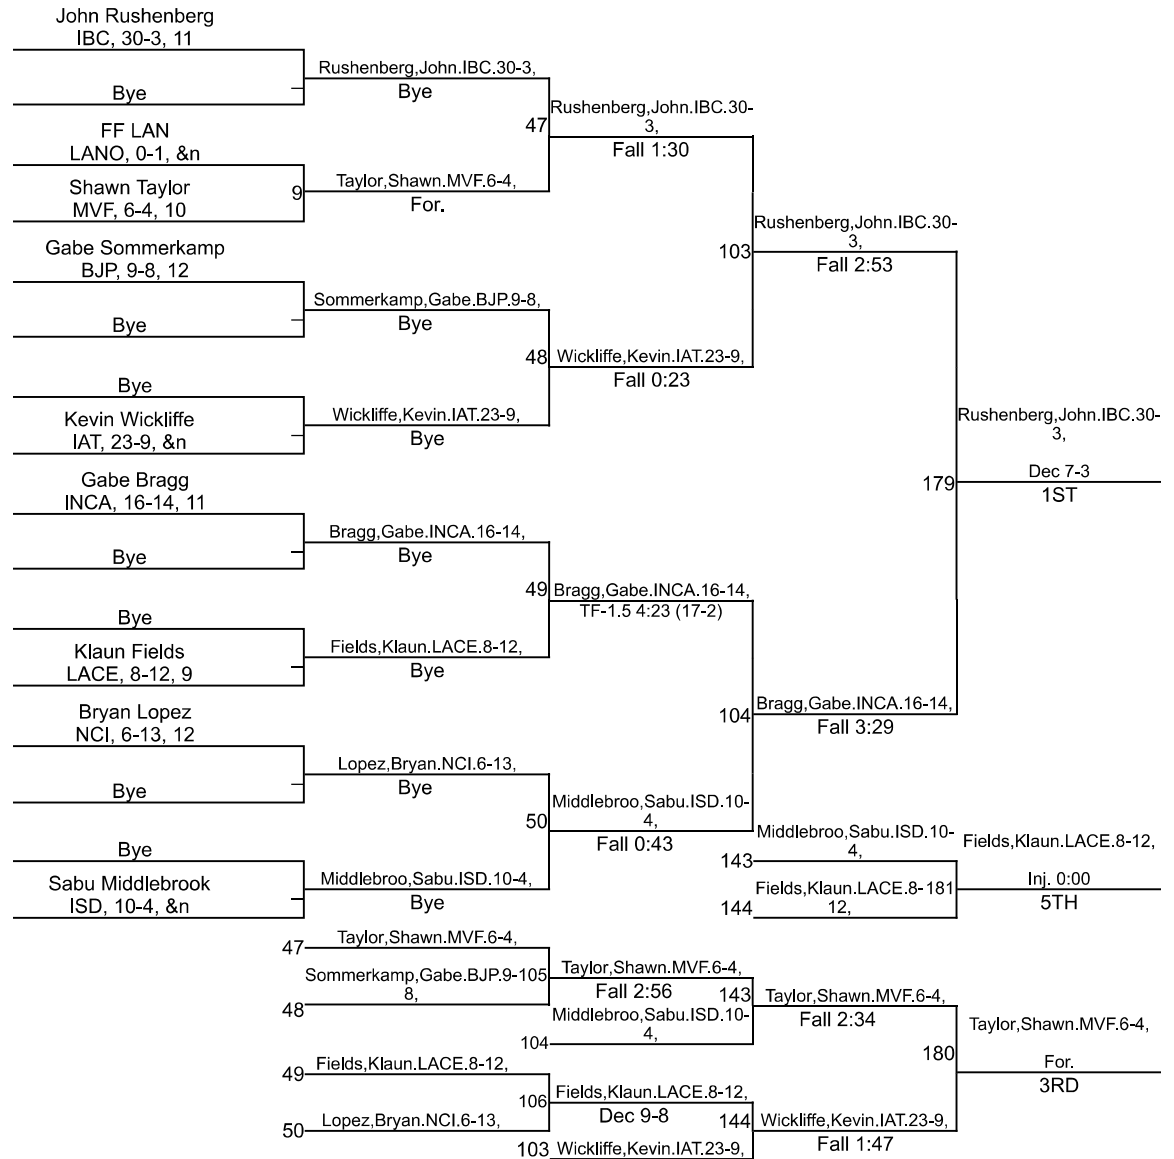 John Rushenberg
IBC, 30-3, 11
Rushenberg,John.IBC.30-3,
Bye
Bye
Rushenberg,John.IBC.30-
3,
47
Fall 1:30
FF LAN
LANO, 0-1, &n
Taylor,Shawn.MVF.6-4,
9
For.
Shawn Taylor
MVF, 6-4, 10
Rushenberg,John.IBC.30-
3,
103
Fall 2:53
Gabe Sommerkamp
BJP, 9-8, 12
Sommerkamp,Gabe.BJP.9-8,
Bye
Bye
48
Wickliffe,Kevin.IAT.23-9,
Fall 0:23
Bye
Wickliffe,Kevin.IAT.23-9,
Bye
Kevin Wickliffe
IAT, 23-9, &n
Rushenberg,John.IBC.30-
3,
179
Dec 7-3
1ST
Gabe Bragg
INCA, 16-14, 11
Bragg,Gabe.INCA.16-14,
Bye
Bye
49
Bragg,Gabe.INCA.16-14,
TF-1.5 4:23 (17-2)
Bye
Fields,Klaun.LACE.8-12,
Bye
Klaun Fields
LACE, 8-12, 9
104
Bragg,Gabe.INCA.16-14,
Fall 3:29
Bryan Lopez
NCI, 6-13, 12
Lopez,Bryan.NCI.6-13,
Bye
Bye
50
Middlebroo,Sabu.ISD.10-
4,
Fall 0:43
Bye
Middlebroo,Sabu.ISD.10-4,
Bye
Sabu Middlebrook
ISD, 10-4, &n
Middlebroo,Sabu.ISD.10-
4,
143
Fields,Klaun.LACE.8-12,
Fields,Klaun.LACE.8-181
12,
144
Inj. 0:00
5TH
47
Taylor,Shawn.MVF.6-4,
Sommerkamp,Gabe.BJP.9-105
8,
48
Taylor,Shawn.MVF.6-4,
Fall 2:56
143
Middlebroo,Sabu.ISD.10-
4,
104
Taylor,Shawn.MVF.6-4,
Fall 2:34
180
Taylor,Shawn.MVF.6-4,
For.
3RD
49
Fields,Klaun.LACE.8-12,
106
Fields,Klaun.LACE.8-12,
Dec 9-8
50
Lopez,Bryan.NCI.6-13,
144
Wickliffe,Kevin.IAT.23-9,
Fall 1:47
103
Wickliffe,Kevin.IAT.23-9,